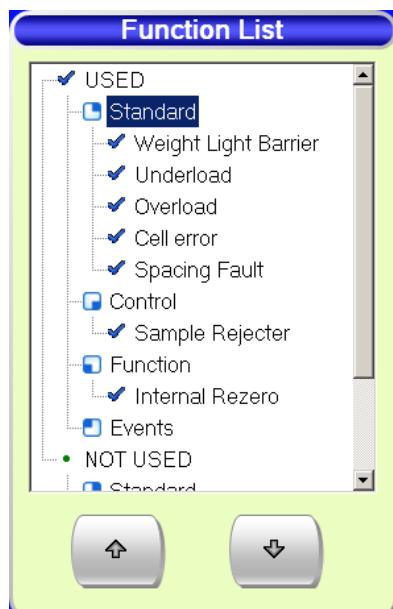 Function List
USED
Standard
Weight Light Barrier
Underload
Overload
Cell error
Spacing Fault
Control
Sample Rejecter
Function
Internal Rezero
Events
NOT USED
Standard